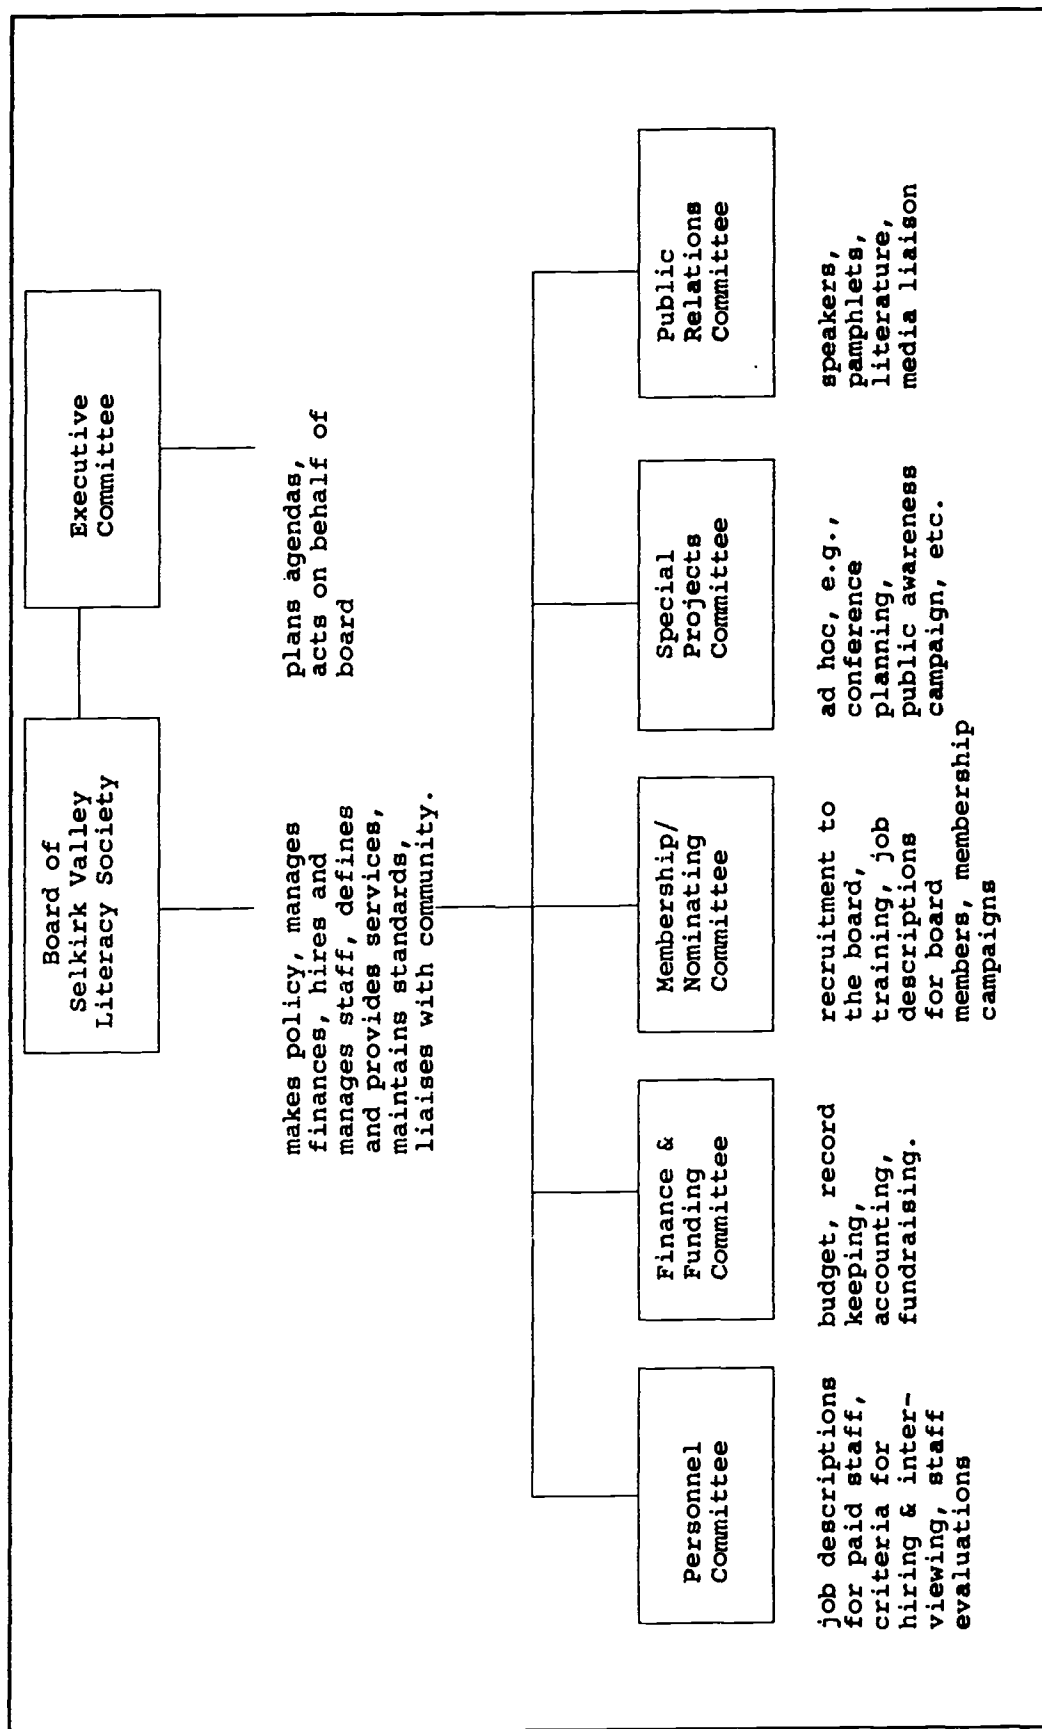 Board of
Selkirk Valley
Literacy Society
Executive
Committee
makes policy, manages
finances, hires and
manages staff, defines
and provides services,
maintains standards,
liaises with community.
plans agendas,
acts on behalf of
board
Personnel
Committee
job descriptions
for paid staff,
criteria for
hiring & inter-
viewing, staff
evaluations
Finance &
Funding
Committee
budget, record
keeping,
accounting,
fundraising.
Membership/
Nominating
Committee
recruitment to
the board,
training, job
descriptions
for board
members, membership
campaigns
Special
Projects
Committee
ad hoc, e.g.,
conference
planning,
public awareness
campaign, etc.
Public
Relations
Committee
speakers,
pamphlets,
literature,
media liaison